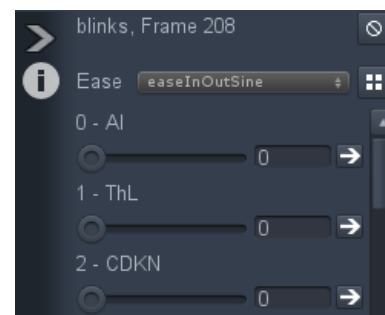 blinks, Frame 208
Ease easeInOutSine
0 - AI
0
1 - ThL
0
2 - CDKN
0